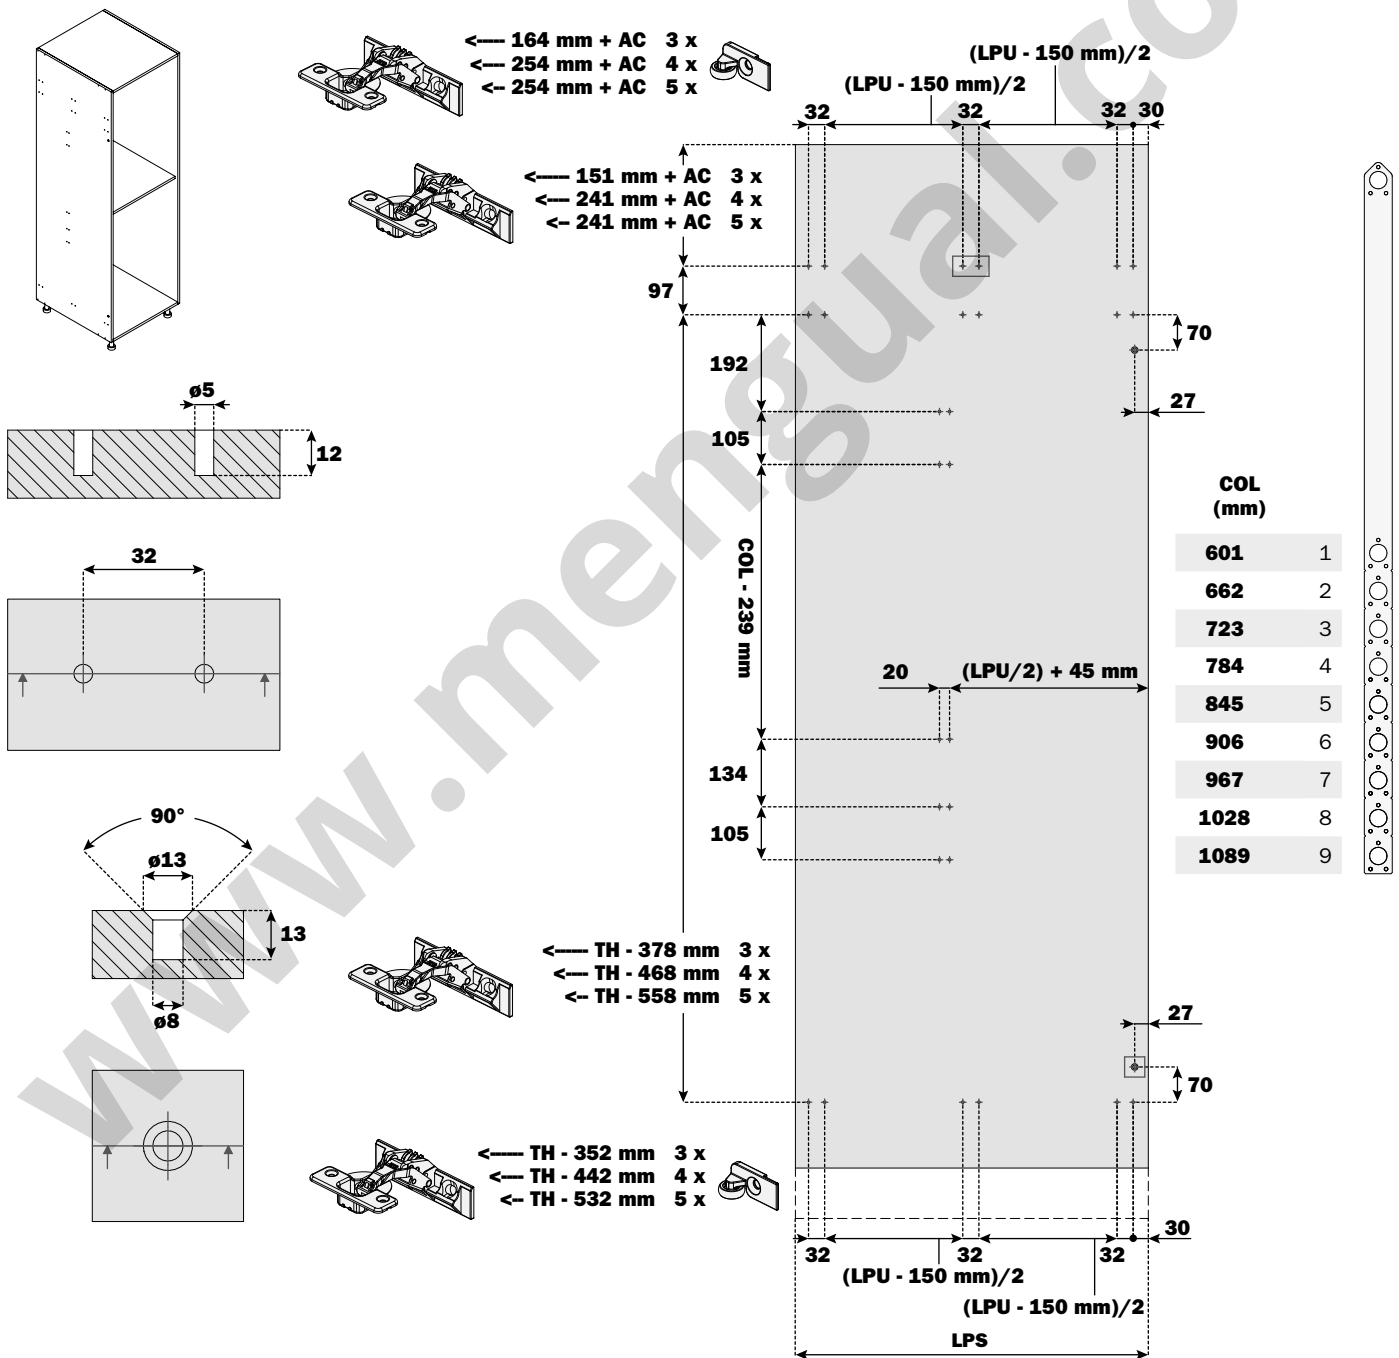 <----- 164 mm + AC 3 x
<---- 254 mm + AC 4 x
<-- 254 mm + AC 5 x
(LPU - 150 mm)/2
(LPU - 150 mm)/2
32
32
32
30
<----- 151 mm + AC 3 x
<---- 241 mm + AC 4 x
<-- 241 mm + AC 5 x
97
70
192
27
105
ø5
12
COL
(mm)
601 1
662 2
723 3
784 4
845 5
906 6
967 7
1028 8
1089 9
32
COL - 239 mm
20
(LPU/2) + 45 mm
134
105
90°
ø13
13
ø8
<----- TH - 378 mm 3 x
<---- TH - 468 mm 4 x
<-- TH - 558 mm 5 x
27
70
<----- TH - 352 mm 3 x
<---- TH - 442 mm 4 x
<-- TH - 532 mm 5 x
32
32
32
30
(LPU - 150 mm)/2
(LPU - 150 mm)/2
LPS
www.mengual.co